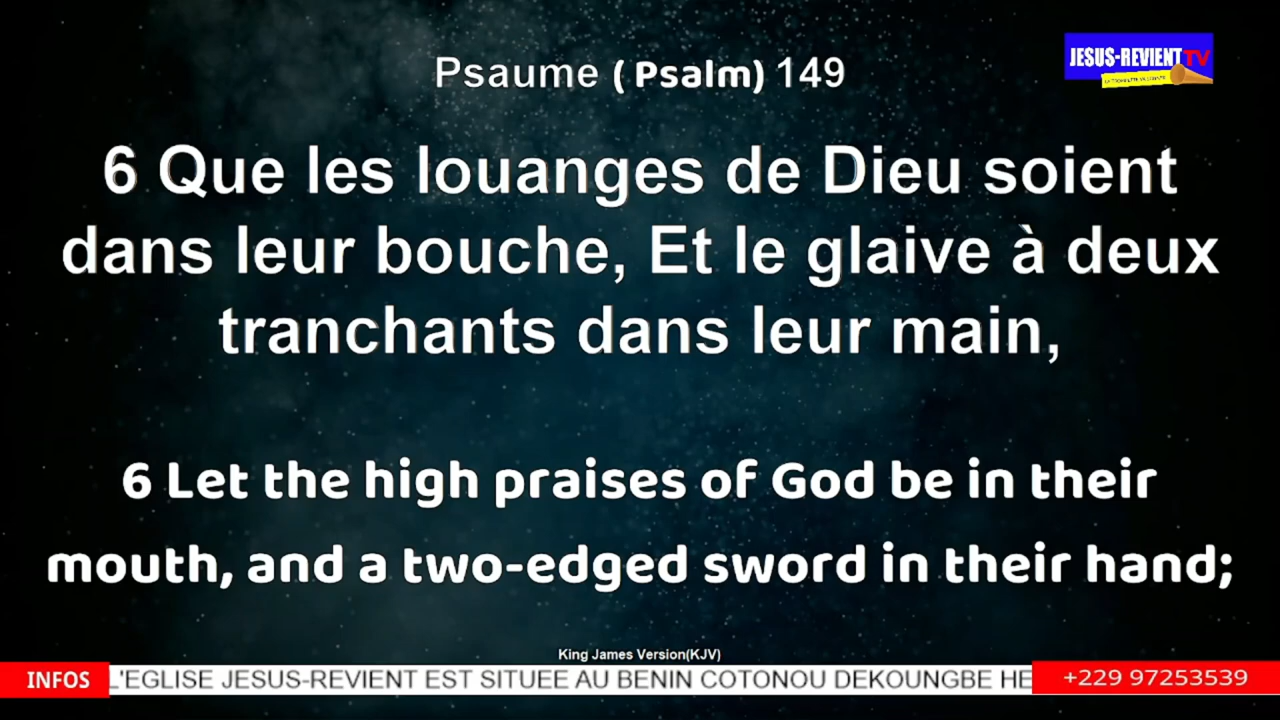 Psaume ( Psalm) 149
JESUS-REVIENT TV
6 Que les louanges de Dieu soient
dans leur bouche, Et le glaive à deux
tranchants dans leur main,
6 Let the high praises of God be in their
mouth, and a two-edged sword in their hand;
King James Version(KJV)
INFOS L'EGLISE JESUS-REVIENT EST SITUEE AU BENIN COTONOU DEKOUNGBE HE +229 97253539